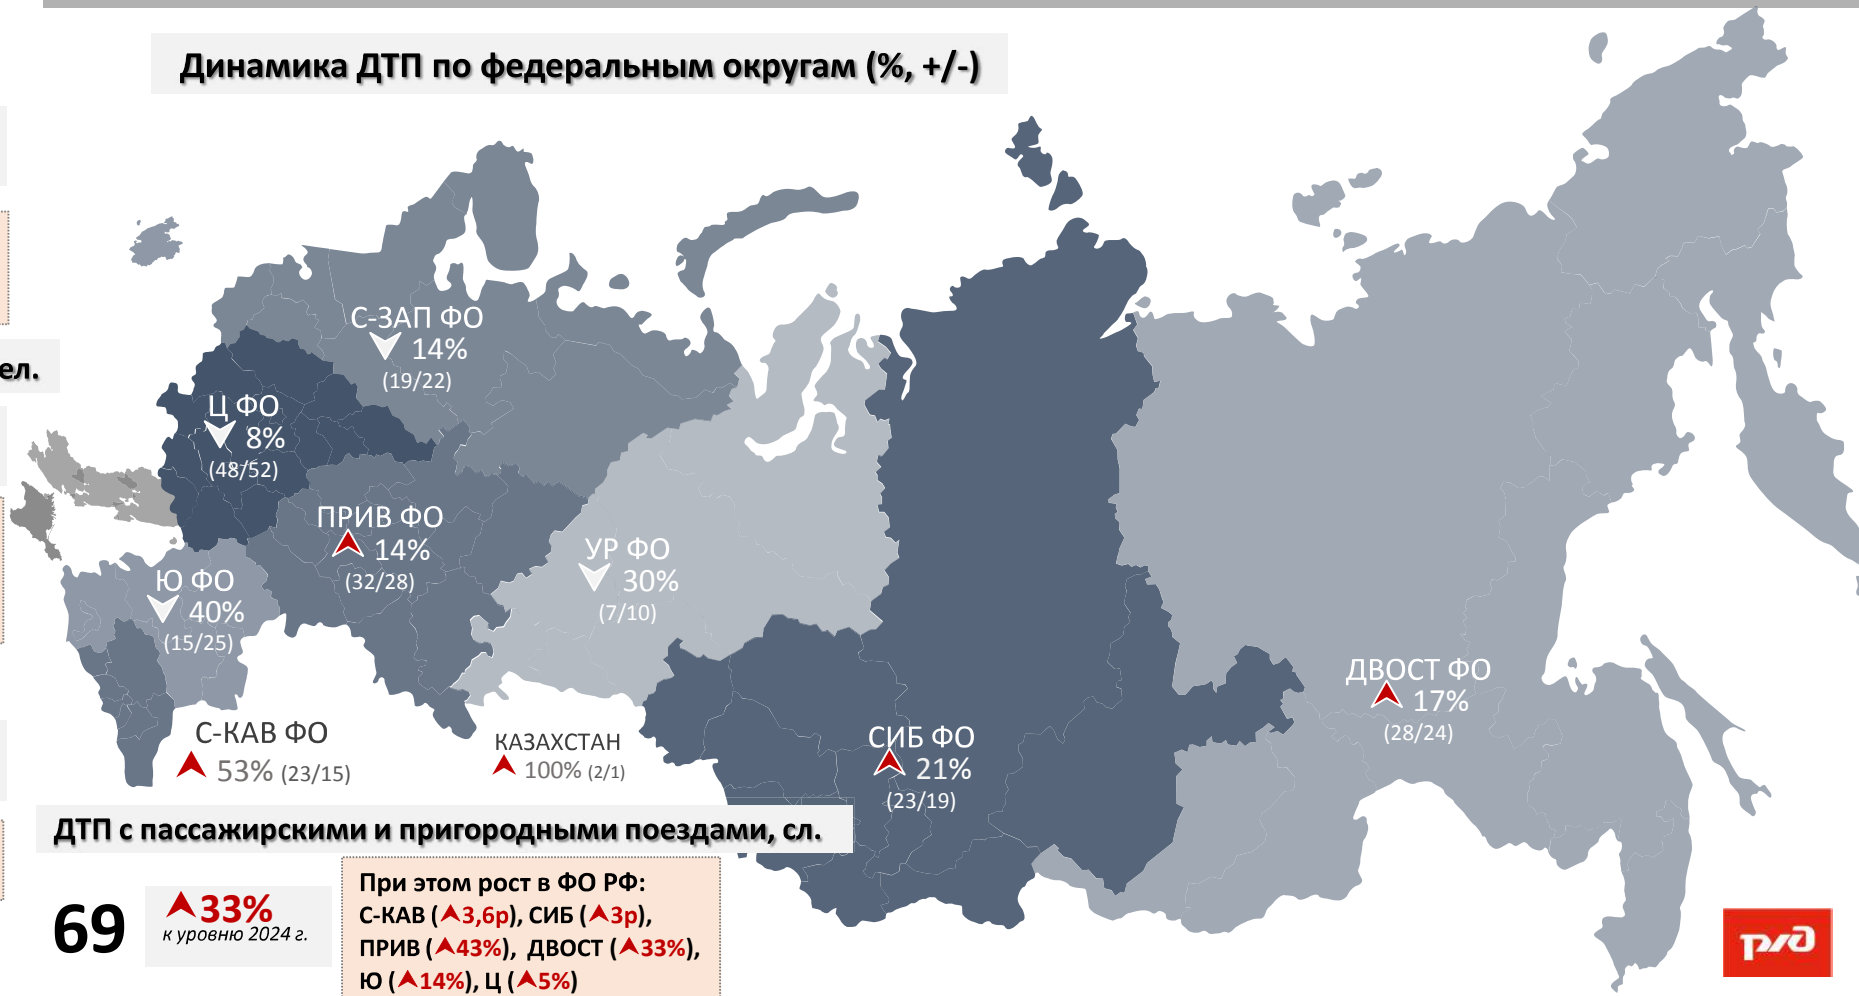 Динамика ДТП по федеральным округам (%, +/-)
ел.
С-ЗАП ФО
14%
(19/22)
Ц ФО
8%
(48/52)
ПРИВ ФО
14%
(32/28)
УР ФО
30%
(7/10)
Ю ФО
40%
(15/25)
ДВОСТ ФО
17%
(28/24)
С-КАВ ФО
53% (23/15)
КАЗАХСТАН
100% (2/1)
СИБ ФО
21%
(23/19)
ДТП с пассажирскими и пригородными поездами, сл.
69
33%
к уровню 2024 г.
При этом рост в ФО РФ:
С-КАВ (3,6р), СИБ (3р),
ПРИВ (43%), ДВОСТ (33%),
Ю (14%), Ц (5%)
ржд